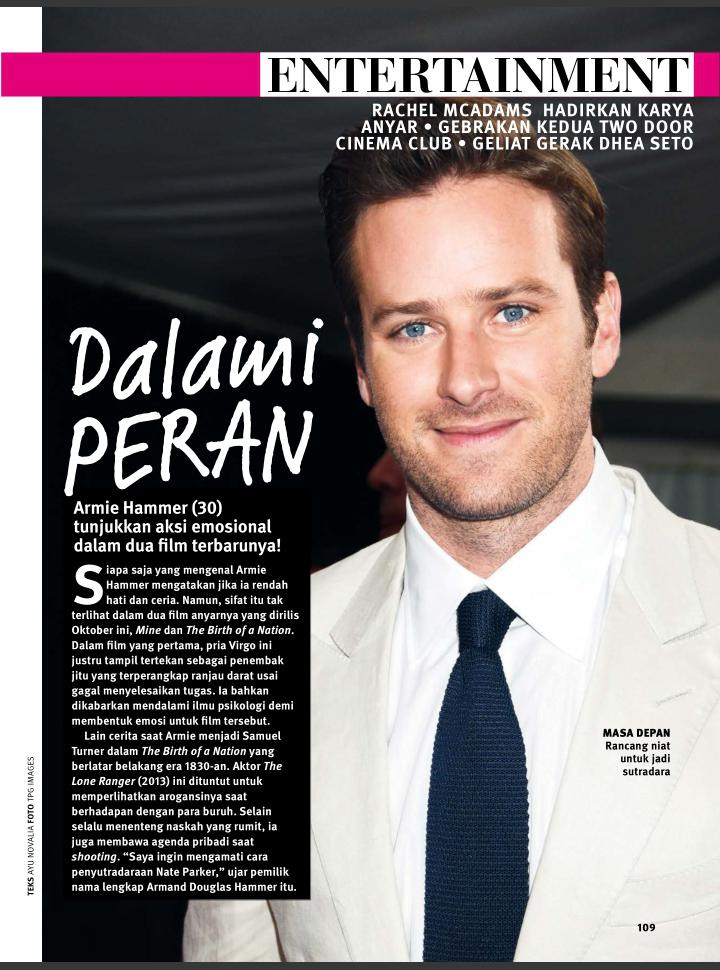 ENTERTAINMENT
RACHEL MCADAMS HADIRKAN KARYA
ANYAR • GEBRAKAN KEDUA TWO DOOR
CINEMA CLUB • GELIAT GERAK DHEA SETO
Dalami
PERAN
Armie Hammer (30)
tunjukkan aksi emosional
dalam dua film terbarunya!
Siapa saja yang mengenal Armie
Hammer mengatakan jika ia rendah
hati dan ceria. Namun, sifat itu tak
terlihat dalam dua film anyarnya yang dirilis
Oktober ini, Mine dan The Birth of a Nation.
Dalam film yang pertama, pria Virgo ini
justru tampil tertekan sebagai penembak
jitu yang terperangkap ranjau darat usai
gagal menyelesaikan tugas. Ia bahkan
dikabarkan mendalami ilmu psikologi demi
membentuk emosi untuk film tersebut.
Lain cerita saat Armie menjadi Samuel
Turner dalam The Birth of a Nation yang
berlatar belakang era 1830-an. Aktor The
Lone Ranger (2013) ini dituntut untuk
memperlihatkan arogansinya saat
berhadapan dengan para buruh. Selain
selalu menenteng naskah yang rumit, ia
juga membawa agenda pribadi saat
shooting. “Saya ingin mengamati cara
penyutradaraan Nate Parker,” ujar pemilik
nama lengkap Armand Douglas Hammer itu.
MASA DEPAN
Rancang niat
untuk jadi
sutradara
TEKS AYU NOVALIA FOTO TPG IMAGES
109